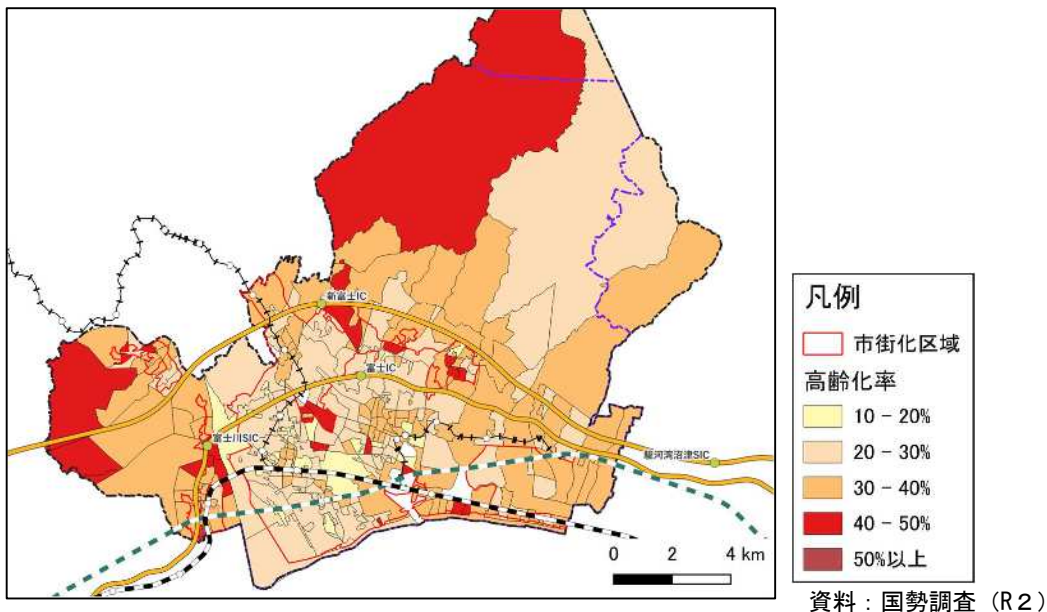 新富士IC
富士IC
富士川SIC
駿河湾沼津SIC
0 2 4 km
凡例
市街化区域
高齢化率
10 - 20%
20 - 30%
30 - 40%
40 - 50%
50%以上
資料:国勢調査(R2)